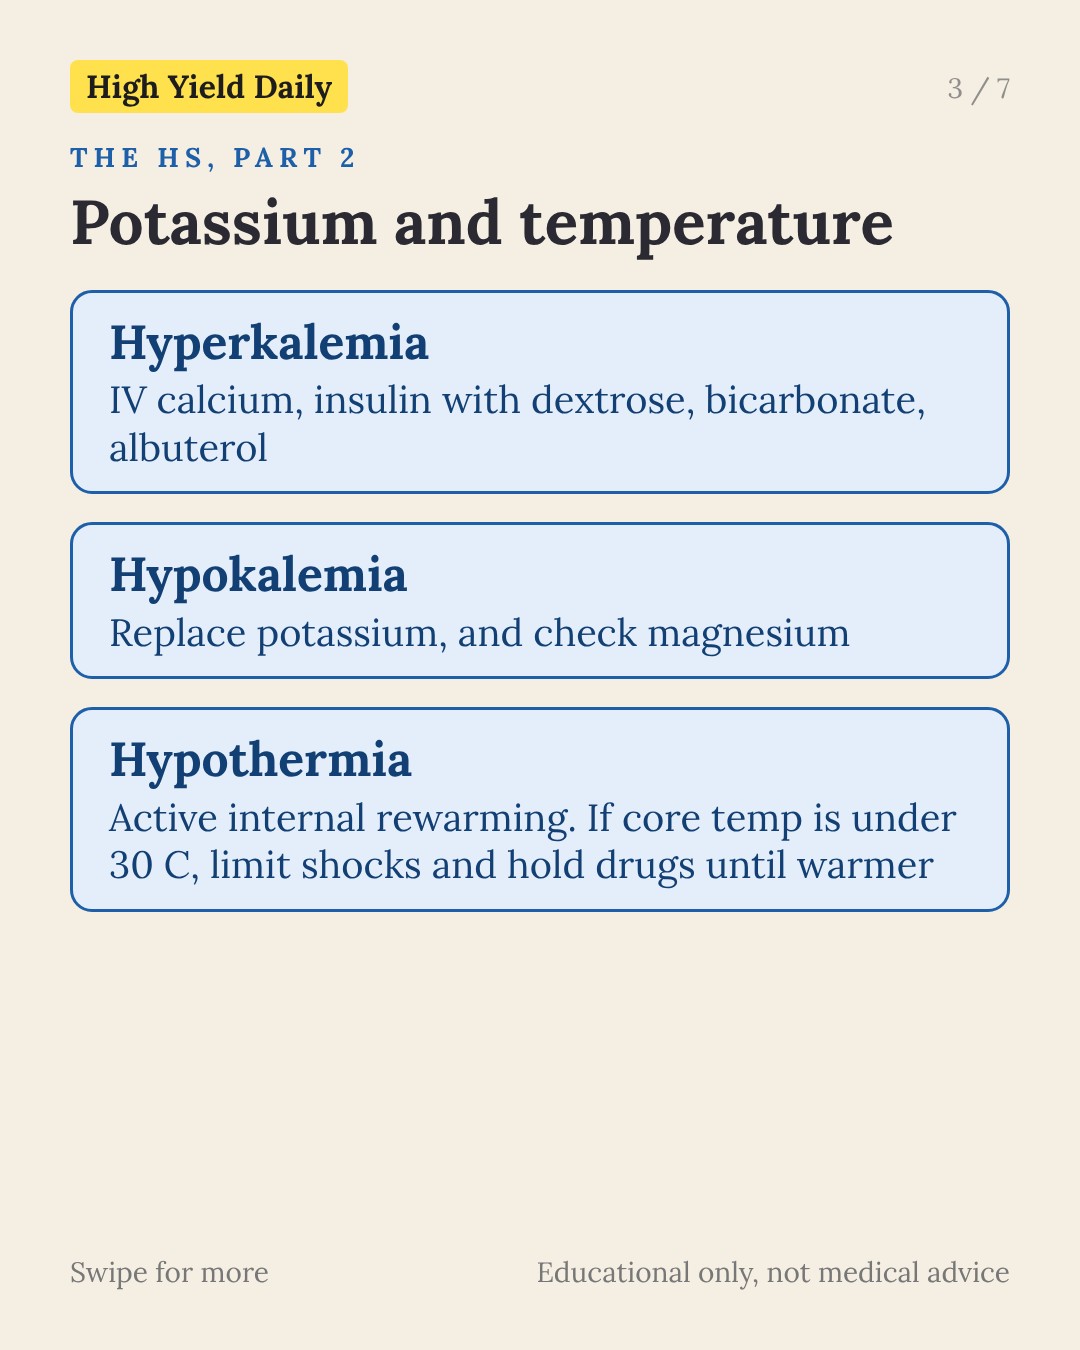 High Yield Daily
3 / 7
THE HS, PART 2
Potassium and temperature
Hyperkalemia
IV calcium, insulin with dextrose, bicarbonate,
albuterol
Hypokalemia
Replace potassium, and check magnesium
Hypothermia
Active internal rewarming. If core temp is under
30 C, limit shocks and hold drugs until warmer
Swipe for more
Educational only, not medical advice